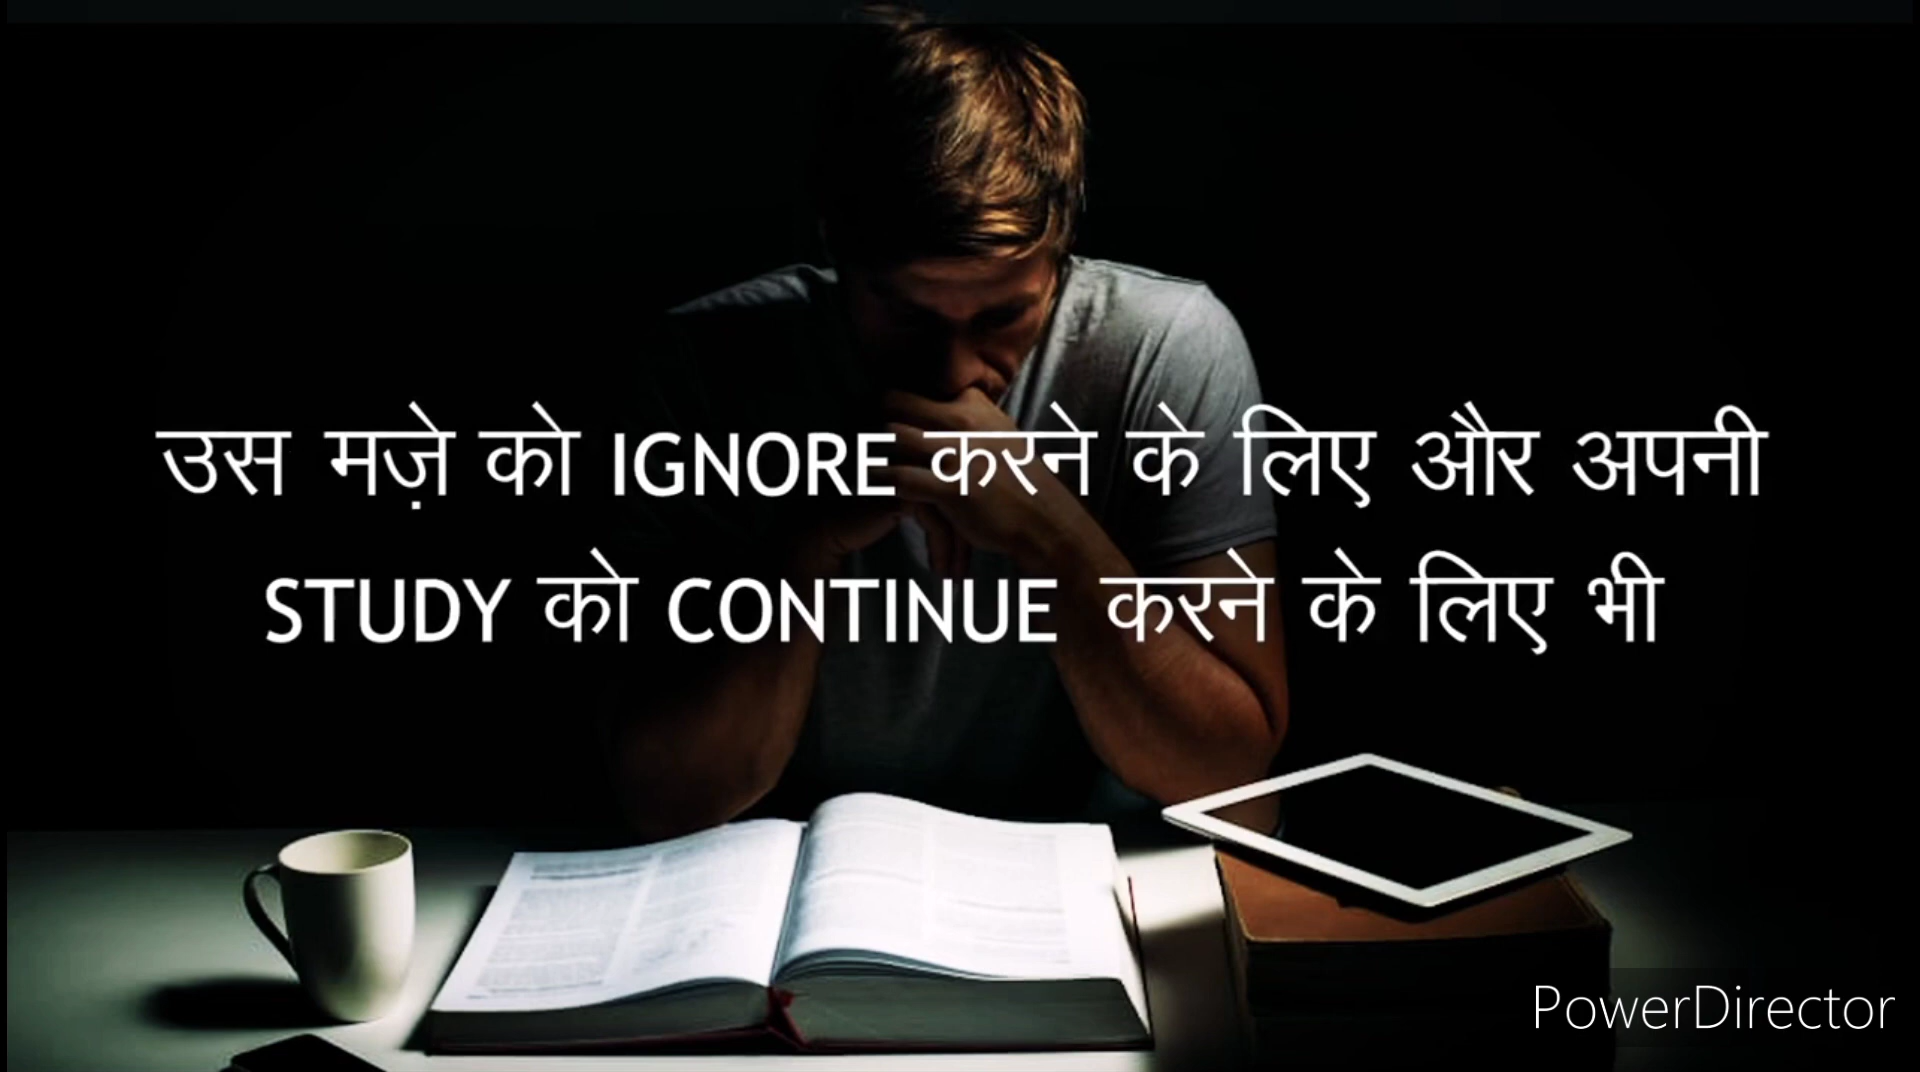 उस मज़े को IGNORE करने के लिए और अपनी
STUDY को CONTINUE करने के लिए भी
PowerDirector